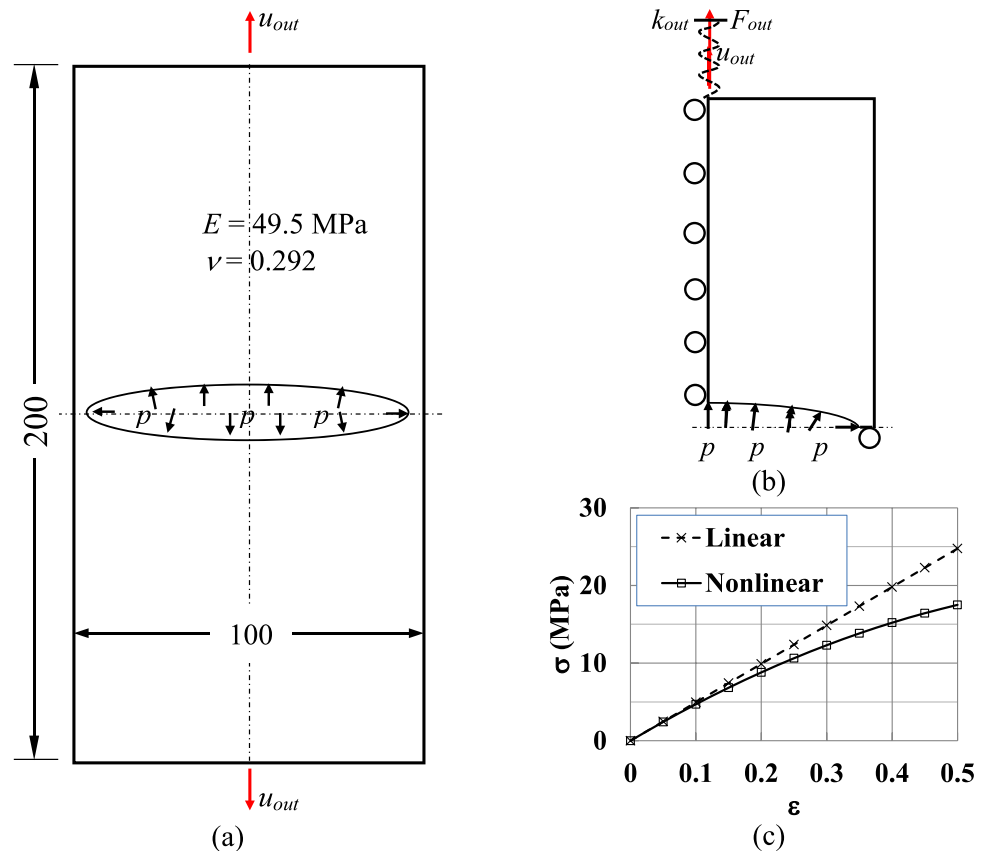 u_out
200
E = 49.5 MPa
ν = 0.292
p p p
100
u_out
(a)
k_out F_out
u_out
p p p
(b)
30
20
10
0
σ (MPa)
Linear
Nonlinear
0 0.1 0.2 0.3 0.4 0.5
ε
(c)